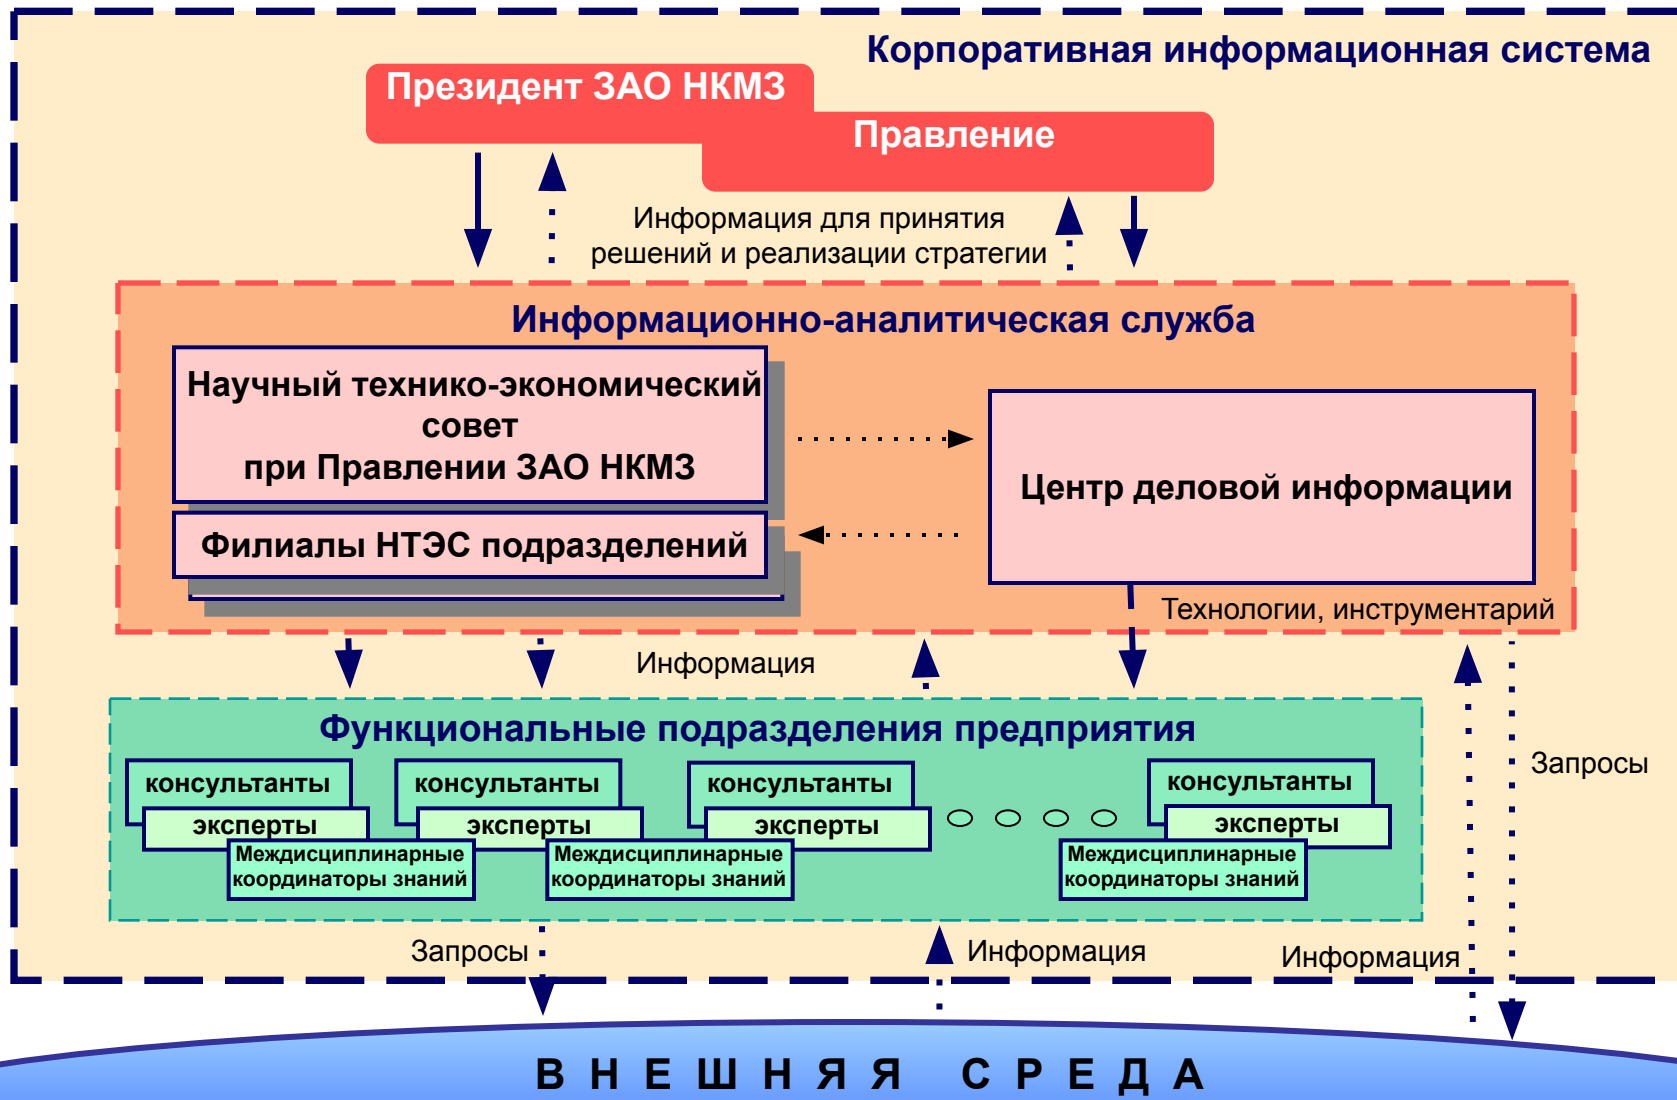 Корпоративная информационная система
Президент ЗАО НКМЗ
Правление
Информация для принятия
решений и реализации стратегии
Информационно-аналитическая служба
Научный технико-экономический
совет
при Правлении ЗАО НКМЗ
Филиалы НТЭС подразделений
Центр деловой информации
Технологии, инструментарий
Информация
Функциональные подразделения предприятия
консультанты
эксперты
Междисциплинарные
координаторы знаний
консультанты
эксперты
Междисциплинарные
координаторы знаний
консультанты
эксперты
консультанты
эксперты
Междисциплинарные
координаторы знаний
Запросы
Запросы
Информация
Информация
ВНЕШНЯЯ СРЕДА